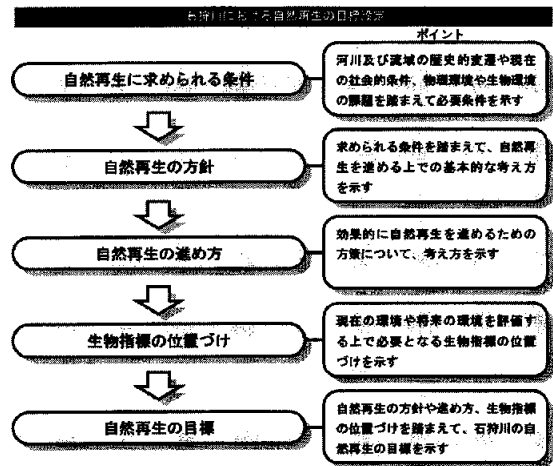 石狩川における自然再生の目標設定
ポイント
自然再生に求められる条件
河川及び流域の歴史的変遷や現在
の社会的条件、物理環境や生物環境
の課題を踏まえて必要条件を示す
自然再生の方針
求められる条件を踏まえて、自然再
生を進める上での基本的な考え方
を示す
自然再生の進め方
効果的に自然再生を進めるための
方策について、考え方を示す
生物指標の位置づけ
現在の環境や将来の環境を評価す
る上で必要となる生物指標の位置
づけを示す
自然再生の目標
自然再生の方針や進め方、生物指標
の位置づけを踏まえて、石狩川の自
然再生の目標を示す